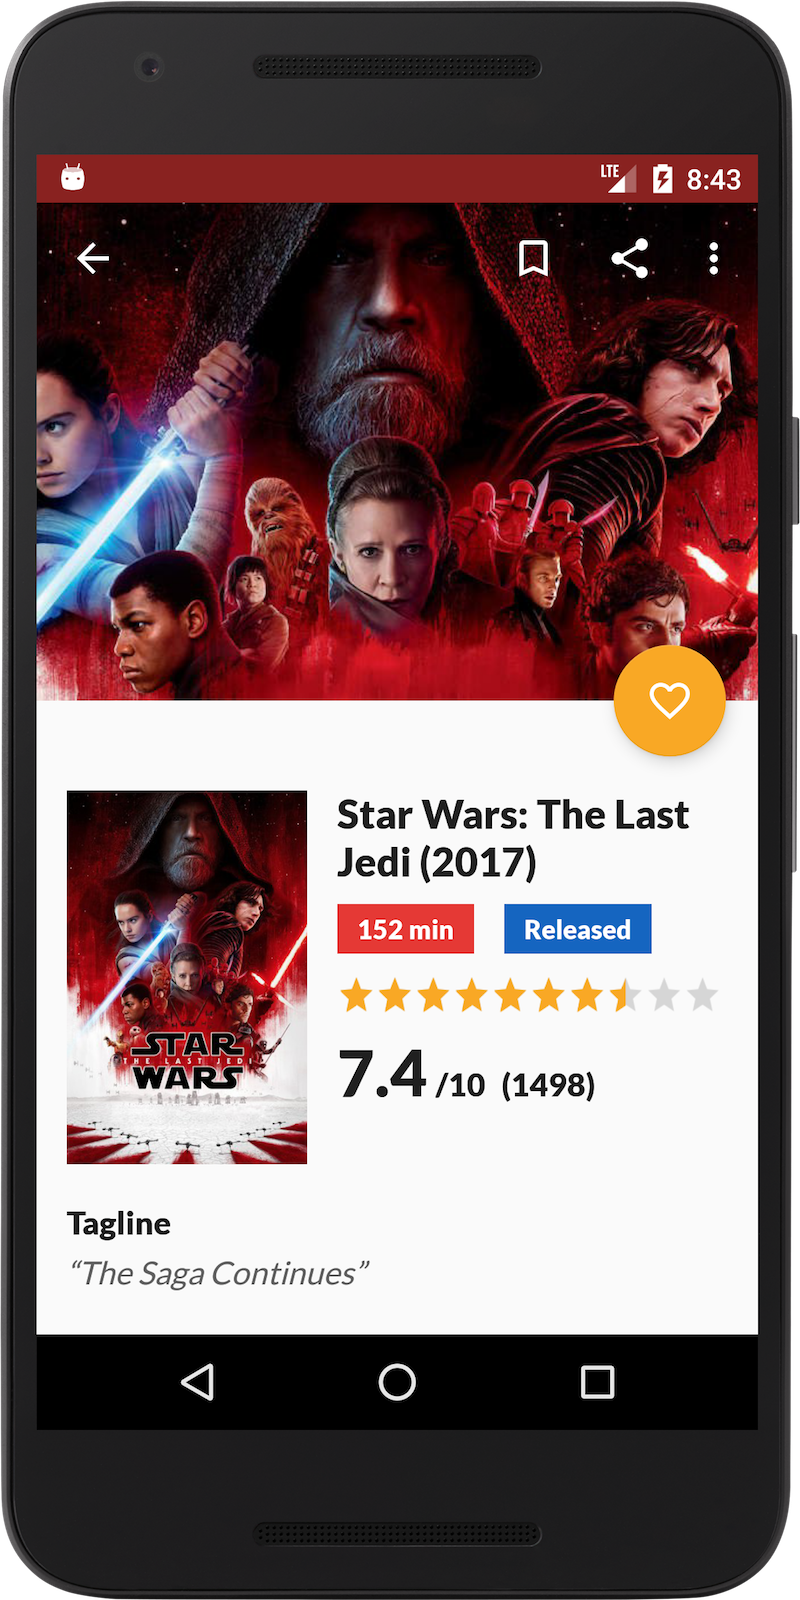 LTE 8:43
Star Wars: The Last
Jedi (2017)
152 min Released
7.4 /10 (1498)
STAR
THE LAST JEDI
WARS
Tagline
“The Saga Continues”